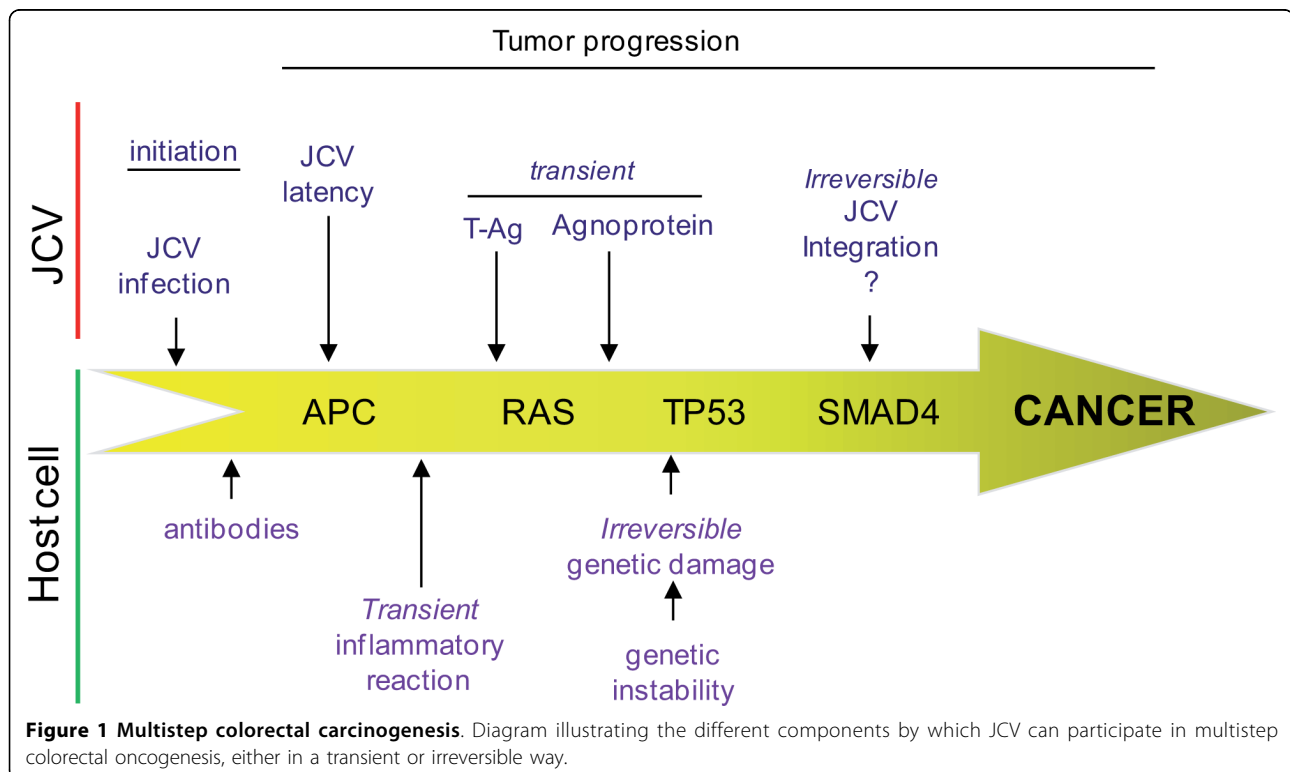 Tumor progression
JCV
initiation
JCV
infection
JCV
latency
transient
T-Ag
Agnoprotein
Irreversible
JCV
Integration
?
APC
RAS
TP53
SMAD4
CANCER
Host cell
antibodies
Transient
inflammatory
reaction
Irreversible
genetic damage
genetic
instability
Figure 1 Multistep colorectal carcinogenesis. Diagram illustrating the different components by which JCV can participate in multistep
colorectal oncogenesis, either in a transient or irreversible way.